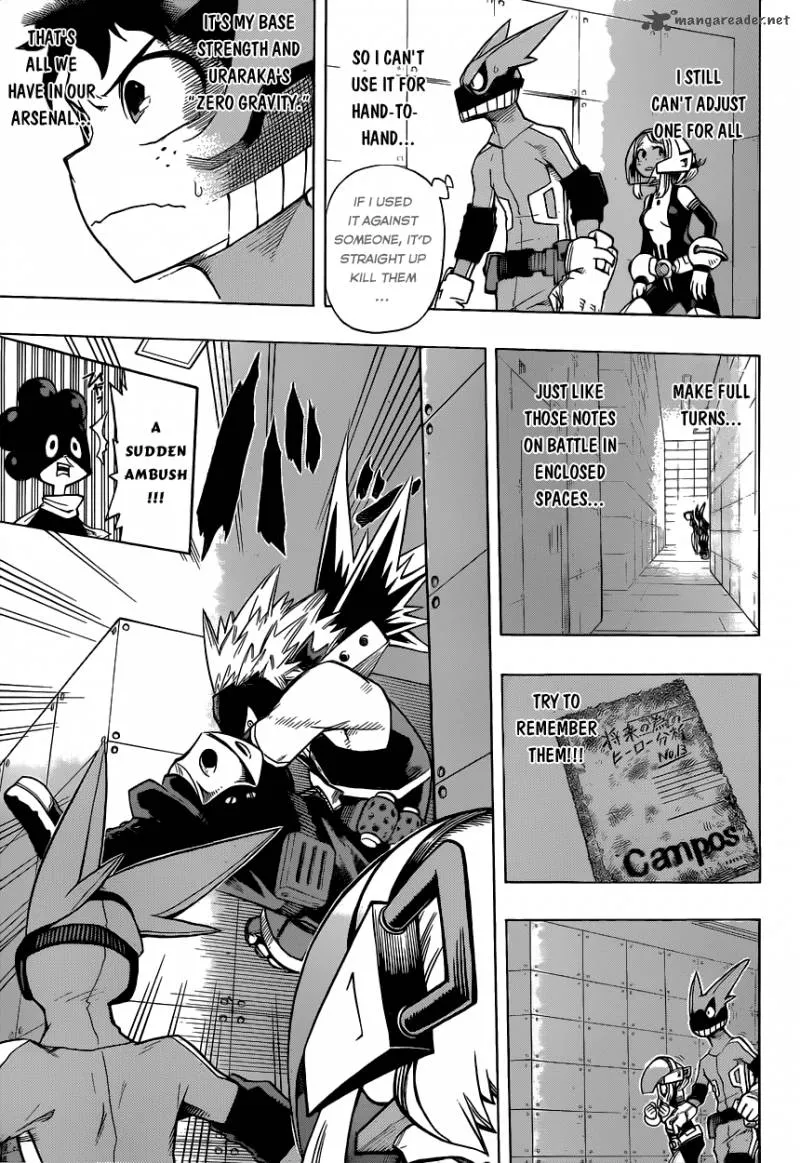 mangareader.net
I STILL
CAN'T ADJUST
ONE FOR ALL
SO I CAN'T
USE IT FOR
HAND-TO-
HAND...
IF I USED
IT AGAINST
SOMEONE, IT'D
STRAIGHT UP
KILL THEM
...
IT'S MY BASE
STRENGTH AND
URARAKA'S
"ZERO GRAVITY."
THAT'S
ALL WE
HAVE IN OUR
ARSENAL...
MAKE FULL
TURNS...
JUST LIKE
THOSE NOTES
ON BATTLE IN
ENCLOSED
SPACES...
TRY TO
REMEMBER
THEM!!!
将来の為の
ヒーロー分析
No.13
Campos
A
SUDDEN
AMBUSH
!!!